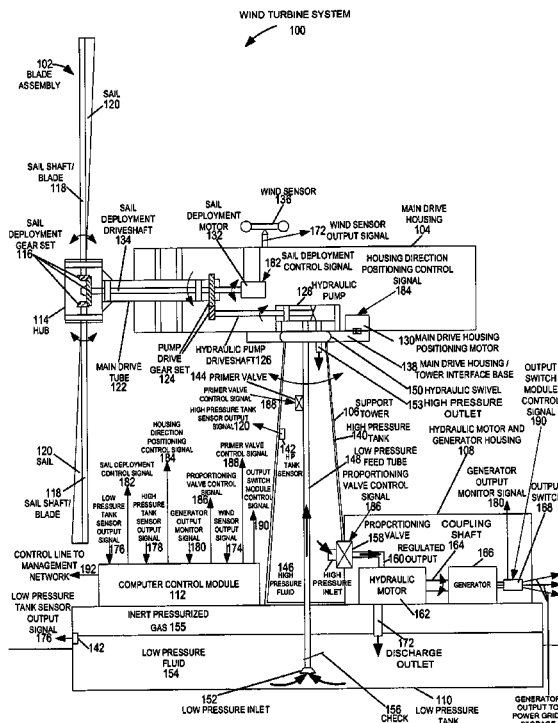 WIND TURBINE SYSTEM
100
102
BLADE
ASSEMBLY
SAIL
120
SAIL SHAFT/
BLADE
118
SAIL
DEPLOYMENT
GEAR SET
116
SAIL
DEPLOYMENT
DRIVESHAFT
134
SAIL
DEPLOYMENT
MOTOR
132
WIND SENSOR
136
172
WIND SENSOR
OUTPUT SIGNAL
MAIN DRIVE
HOUSING
104
182
SAIL DEPLOYMENT
CONTROL SIGNAL
HOUSING DIRECTION
POSITIONING CONTROL
SIGNAL
184
128
HYDRAULIC
PUMP
114
HUB
MAIN DRIVE
TUBE
122
PUMP
DRIVE
GEAR SET
124
HYDRAULIC PUMP
DRIVESHAFT 126
130
MAIN DRIVE HOUSING
POSITIONING MOTOR
138
MAIN DRIVE HOUSING /
TOWER INTERFACE BASE
150 HYDRAULIC SWIVEL
153 HIGH PRESSURE
OUTLET
144 PRIMER VALVE
PRIMER VALVE
CONTROL SIGNAL
188
HIGH PRESSURE TANK
SENSOR OUTPUT
SIGNAL
120
142
HP TANK
SENSOR
106
SUPPORT
TOWER
140
HIGH PRESSURE
TANK
148
LOW PRESSURE
FEED TUBE
PROPORTIONING
VALVE CONTROL
SIGNAL
186
HYDRAULIC MOTOR AND
GENERATOR HOUSING
108
OUTPUT
SWITCH
MODULE
CONTROL
SIGNAL
190
GENERATOR
OUTPUT
MONITOR SIGNAL
180
OUTPUT
SWITCH
188
120
SAIL
118
SAIL SHAFT/
BLADE
LOW
PRESSURE
TANK
SENSOR
OUTPUT
SIGNAL
176
SAIL DEPLOYMENT
CONTROL SIGNAL
182
HIGH
PRESSURE
TANK
SENSOR OUTPUT
SIGNAL
178
HOUSING
DIRECTION
POSITIONING
CONTROL
SIGNAL
184
GENERATOR
OUTPUT
MONITOR
SIGNAL
180
PROPORTIONING
VALVE CONTROL
SIGNAL
186
WIND
SENSOR
OUTPUT
SIGNAL
174
PRIMER VALVE
CONTROL
SIGNAL
188
OUTPUT SWITCH
MODULE CONTROL
SIGNAL
190
PROPORTIONING
VALVE
158
COUPLING
SHAFT
164
166
GENERATOR
REGULATED
OUTPUT
160
HIGH
PRESSURE
INLET
HYDRAULIC
MOTOR
162
146
HIGH
PRESSURE
FLUID
CONTROL LINE TO
MANAGEMENT
NETWORK
192
COMPUTER CONTROL MODULE
112
LOW PRESSURE
TANK SENSOR
OUTPUT
SIGNAL
176
142
INERT PRESSURIZED
GAS 155
LOW PRESSURE
FLUID
154
172
DISCHARGE
OUTLET
152
LOW PRESSURE INLET
156
CHECK
110
LOW PRESSURE
TANK
GENERATOR
OUTPUT TO
POWER GRID